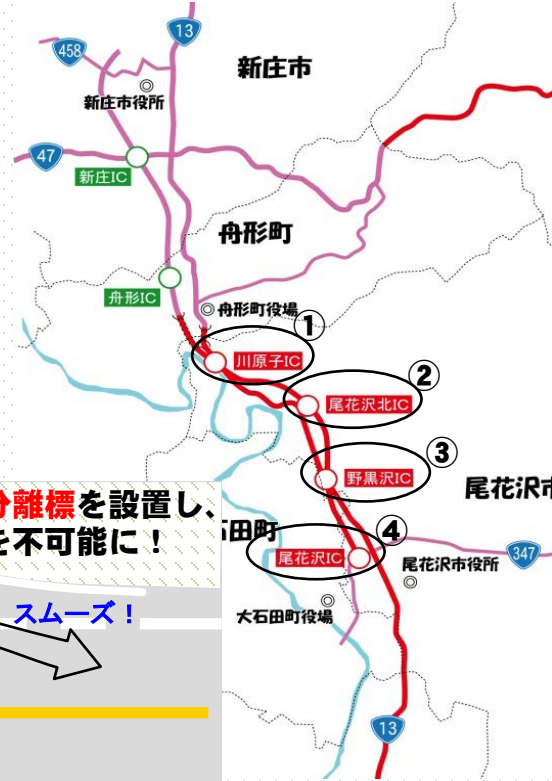 13
458
新庄市
新庄市役所
47
新庄IC
舟形町
舟形IC
舟形町役場
①
川原子IC
②
尾花沢北IC
③
野黒沢IC
尾花沢市
分離標を設置し、
を不可能に！
石田町
④
尾花沢IC
347
尾花沢市役所
スムーズ！
大石田町役場
13